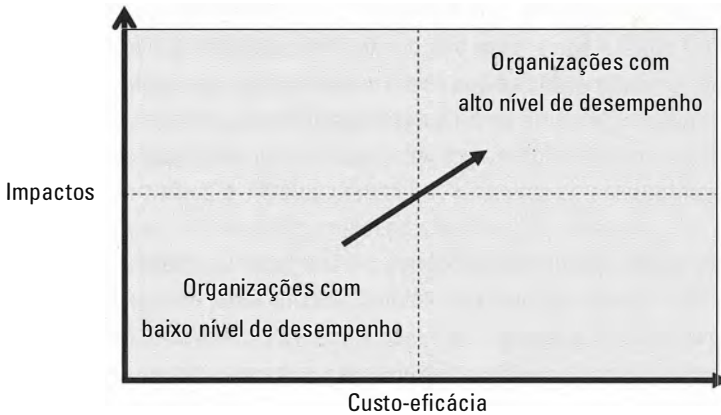 Organizações com
alto nível de desempenho
Impactos
Organizações com
baixo nível de desempenho
Custo-eficácia